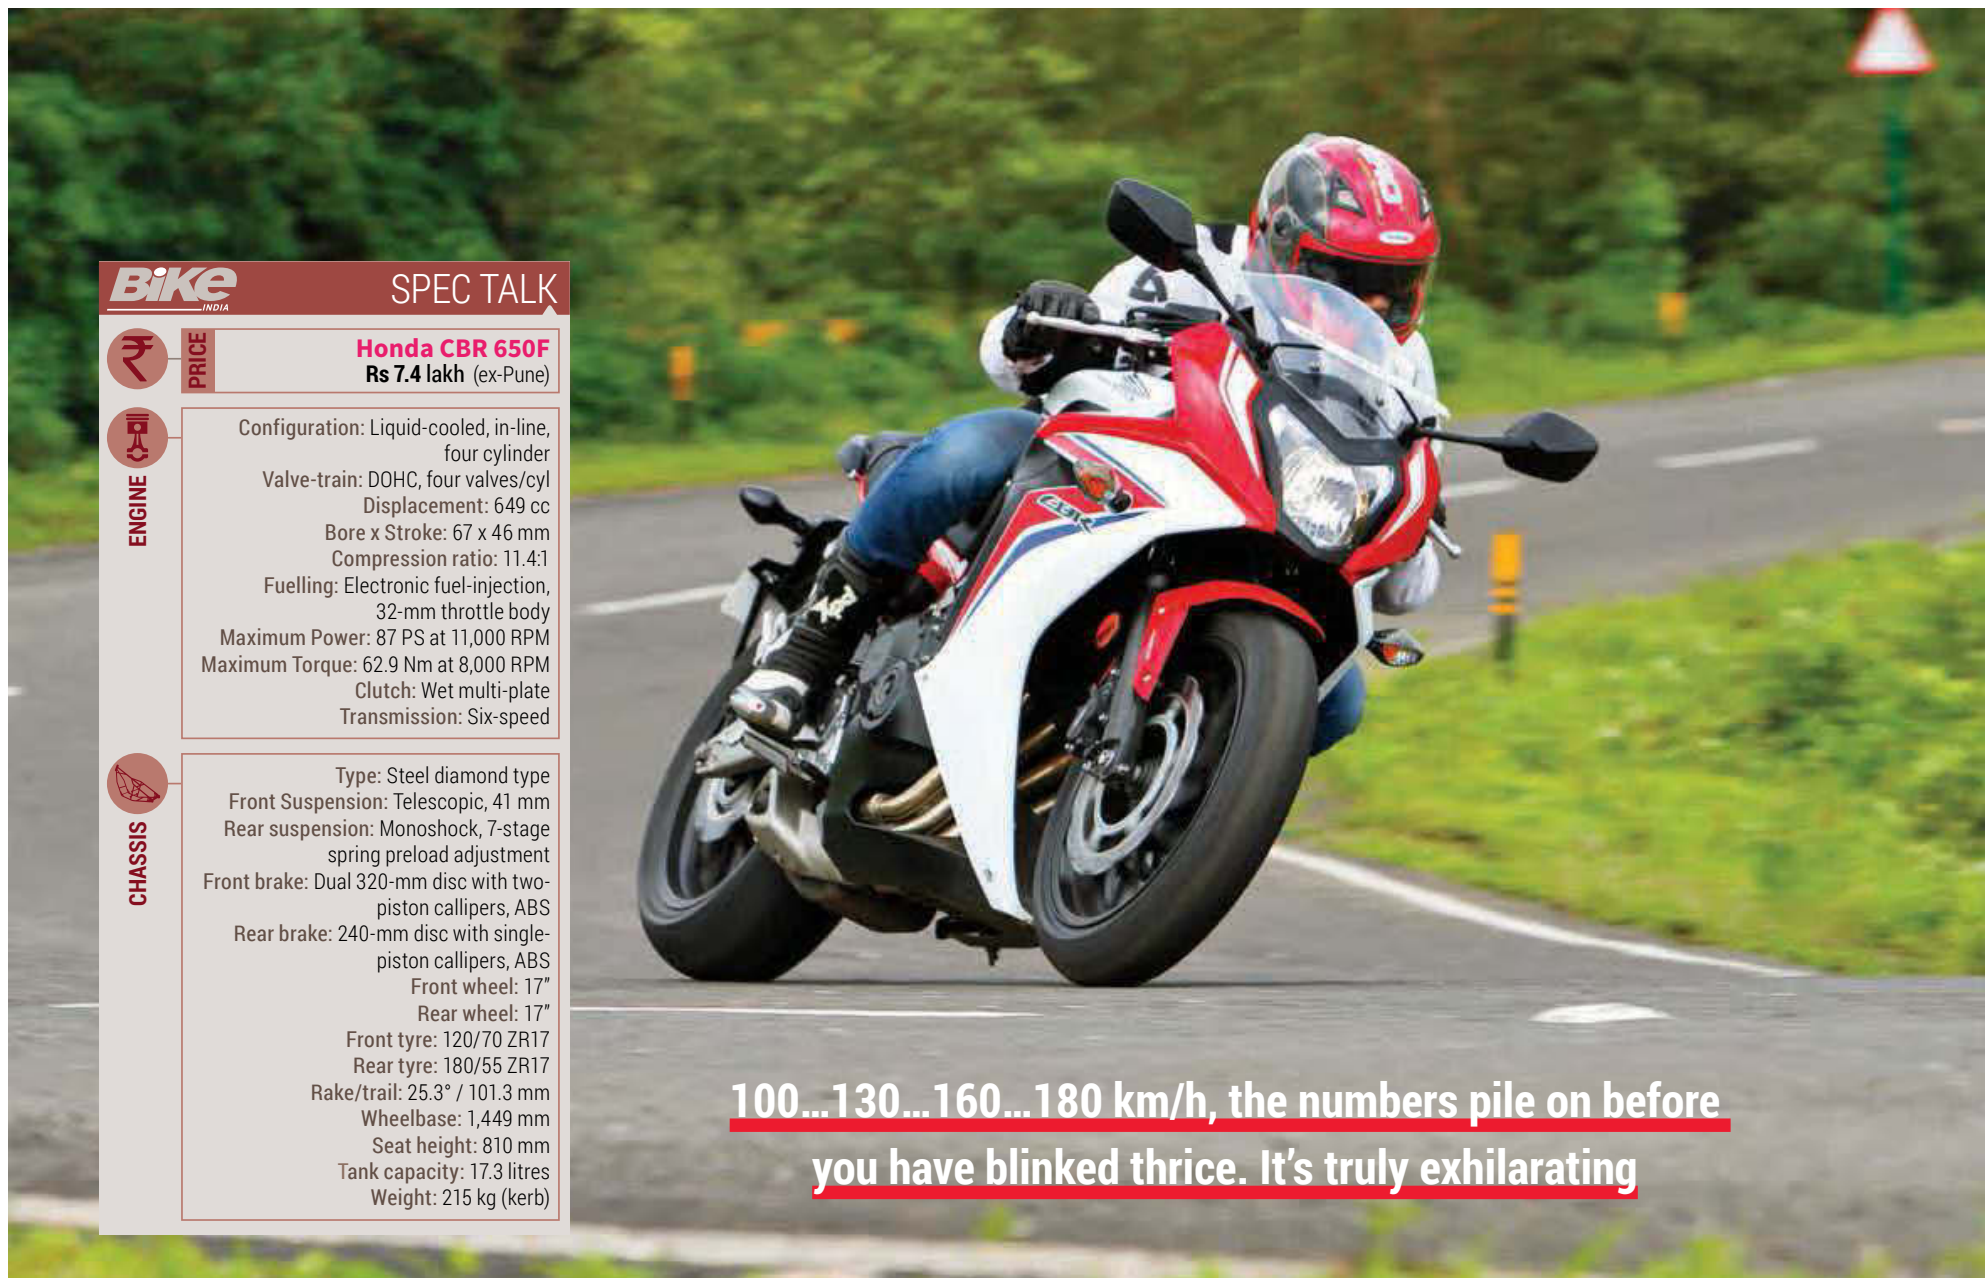 BiKe
INDIA
SPEC TALK
₹
PRICE
Honda CBR 650F
Rs 7.4 lakh (ex-Pune)
ENGINE
Configuration: Liquid-cooled, in-line,
four cylinder
Valve-train: DOHC, four valves/cyl
Displacement: 649 cc
Bore x Stroke: 67 x 46 mm
Compression ratio: 11.4:1
Fuelling: Electronic fuel-injection,
32-mm throttle body
Maximum Power: 87 PS at 11,000 RPM
Maximum Torque: 62.9 Nm at 8,000 RPM
Clutch: Wet multi-plate
Transmission: Six-speed
CHASSIS
Type: Steel diamond type
Front Suspension: Telescopic, 41 mm
Rear suspension: Monoshock, 7-stage
spring preload adjustment
Front brake: Dual 320-mm disc with two-
piston callipers, ABS
Rear brake: 240-mm disc with single-
piston callipers, ABS
Front wheel: 17”
Rear wheel: 17”
Front tyre: 120/70 ZR17
Rear tyre: 180/55 ZR17
Rake/trail: 25.3° / 101.3 mm
Wheelbase: 1,449 mm
Seat height: 810 mm
Tank capacity: 17.3 litres
Weight: 215 kg (kerb)
CBR
100...130...160...180 km/h, the numbers pile on before
you have blinked thrice. It’s truly exhilarating